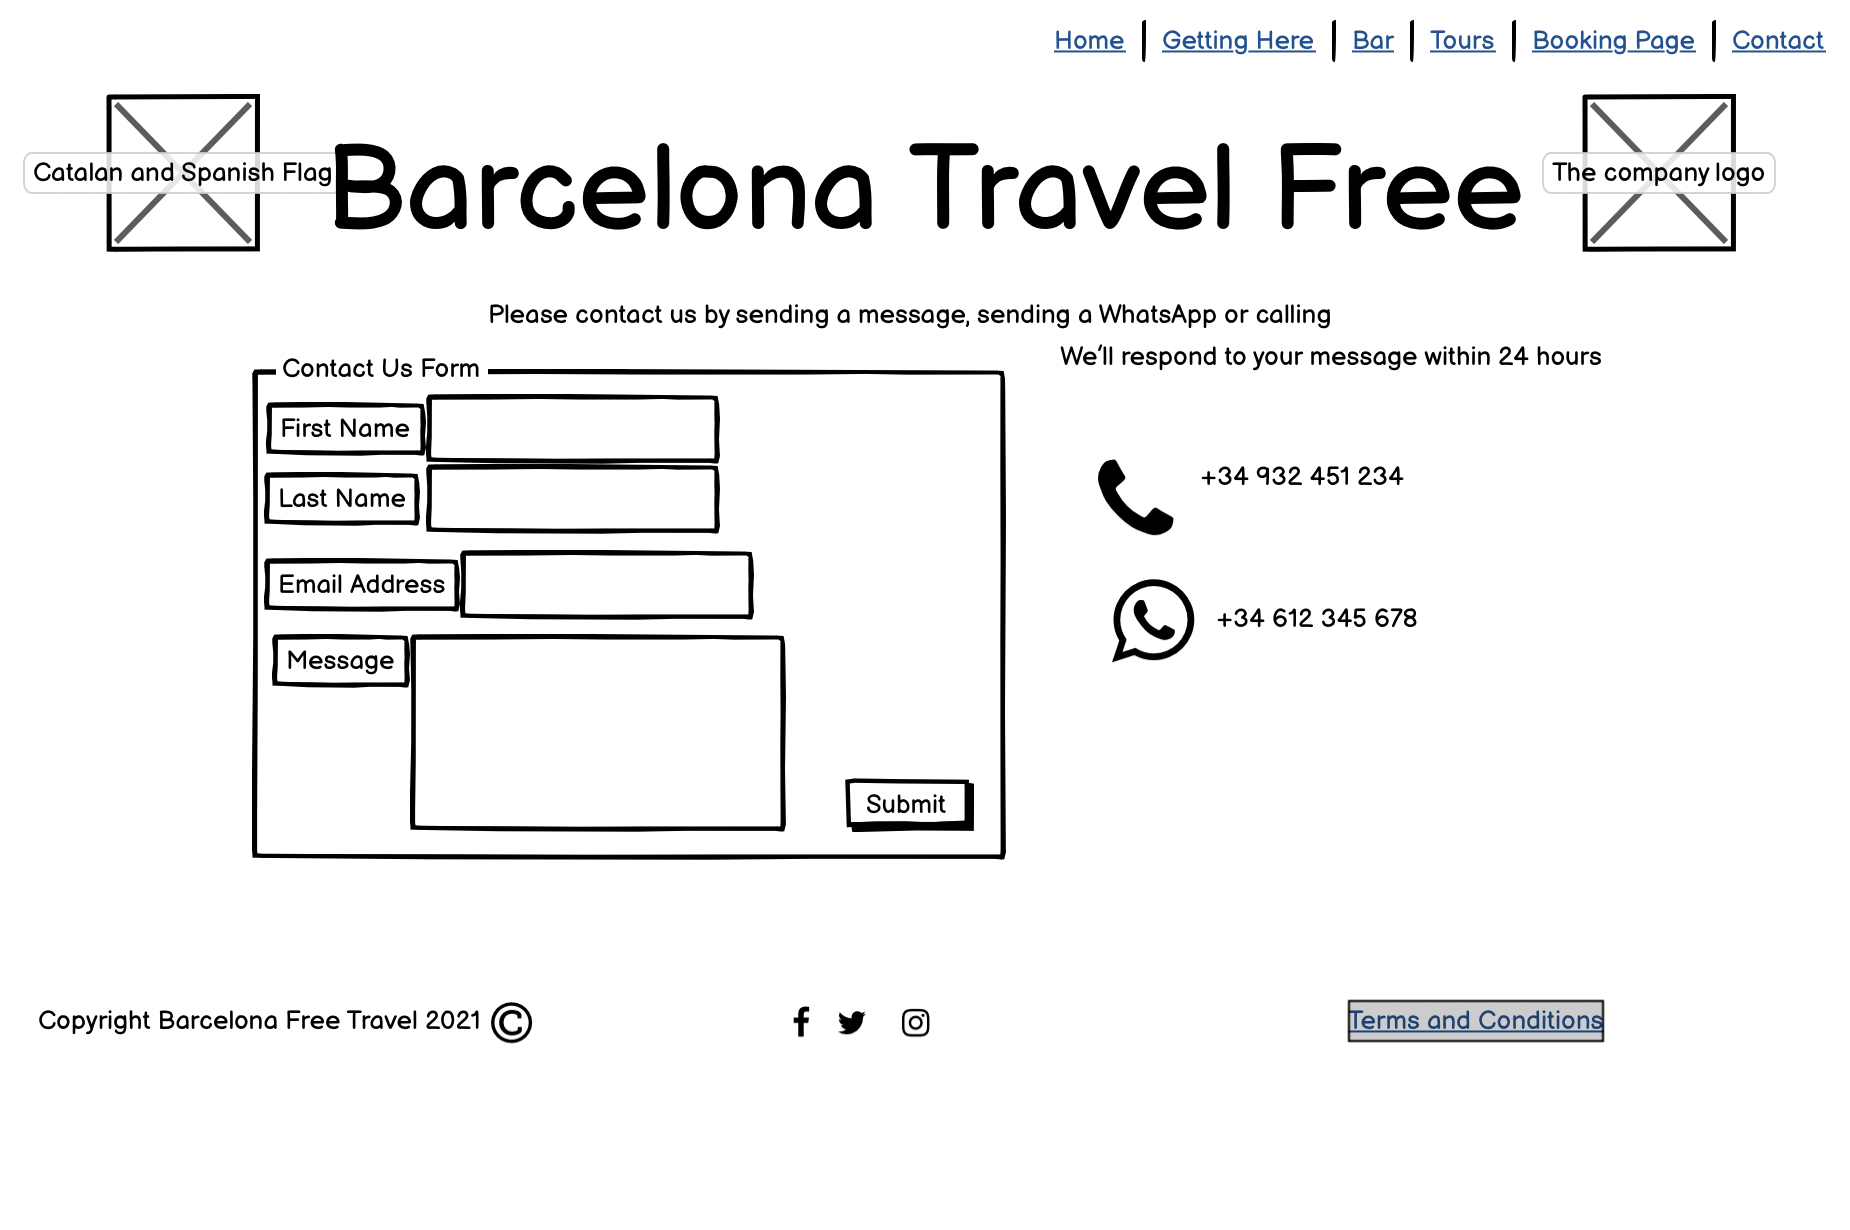 Home | Getting Here | Bar | Tours | Booking Page | Contact
Catalan and Spanish Flag
Barcelona Travel Free
The company logo
Please contact us by sending a message, sending a WhatsApp or calling
We'll respond to your message within 24 hours
Contact Us Form
First Name
Last Name
Email Address
Message
Submit
+34 932 451 234
+34 612 345 678
Copyright Barcelona Free Travel 2021 ©
Terms and Conditions